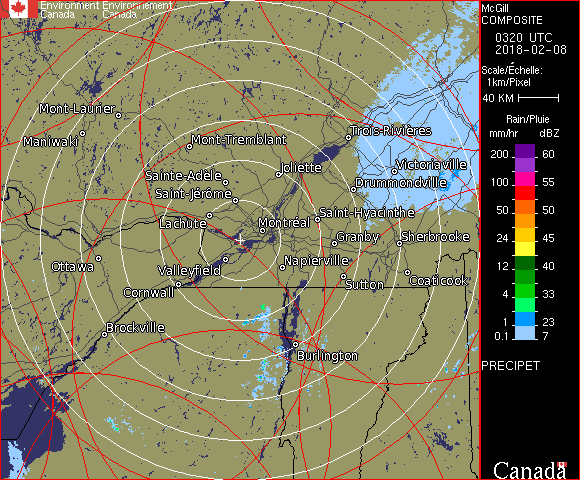 Environment Environnement
Canada Canada
McGill
COMPOSITE
0320 UTC
2018-02-08
Scale/Échelle:
1km/Pixel
40 KM
Rain/Pluie
mm/hr dBZ
200 60
100 55
50 50
24 45
12 40
4 33
1 23
0.1 7
PRECIPET
Canada
Mont-Laurier
Maniwaki
Mont-Tremblant
Trois-Rivières
Sainte-Adèle
Joliette
Victoriaville
Saint-Jérôme
Drummondville
Lachute
Montréal
Saint-Hyacinthe
Granby
Sherbrooke
Ottawa
Valleyfield
Napierville
Cornwall
Sutton
Coaticook
Brockville
Burlington